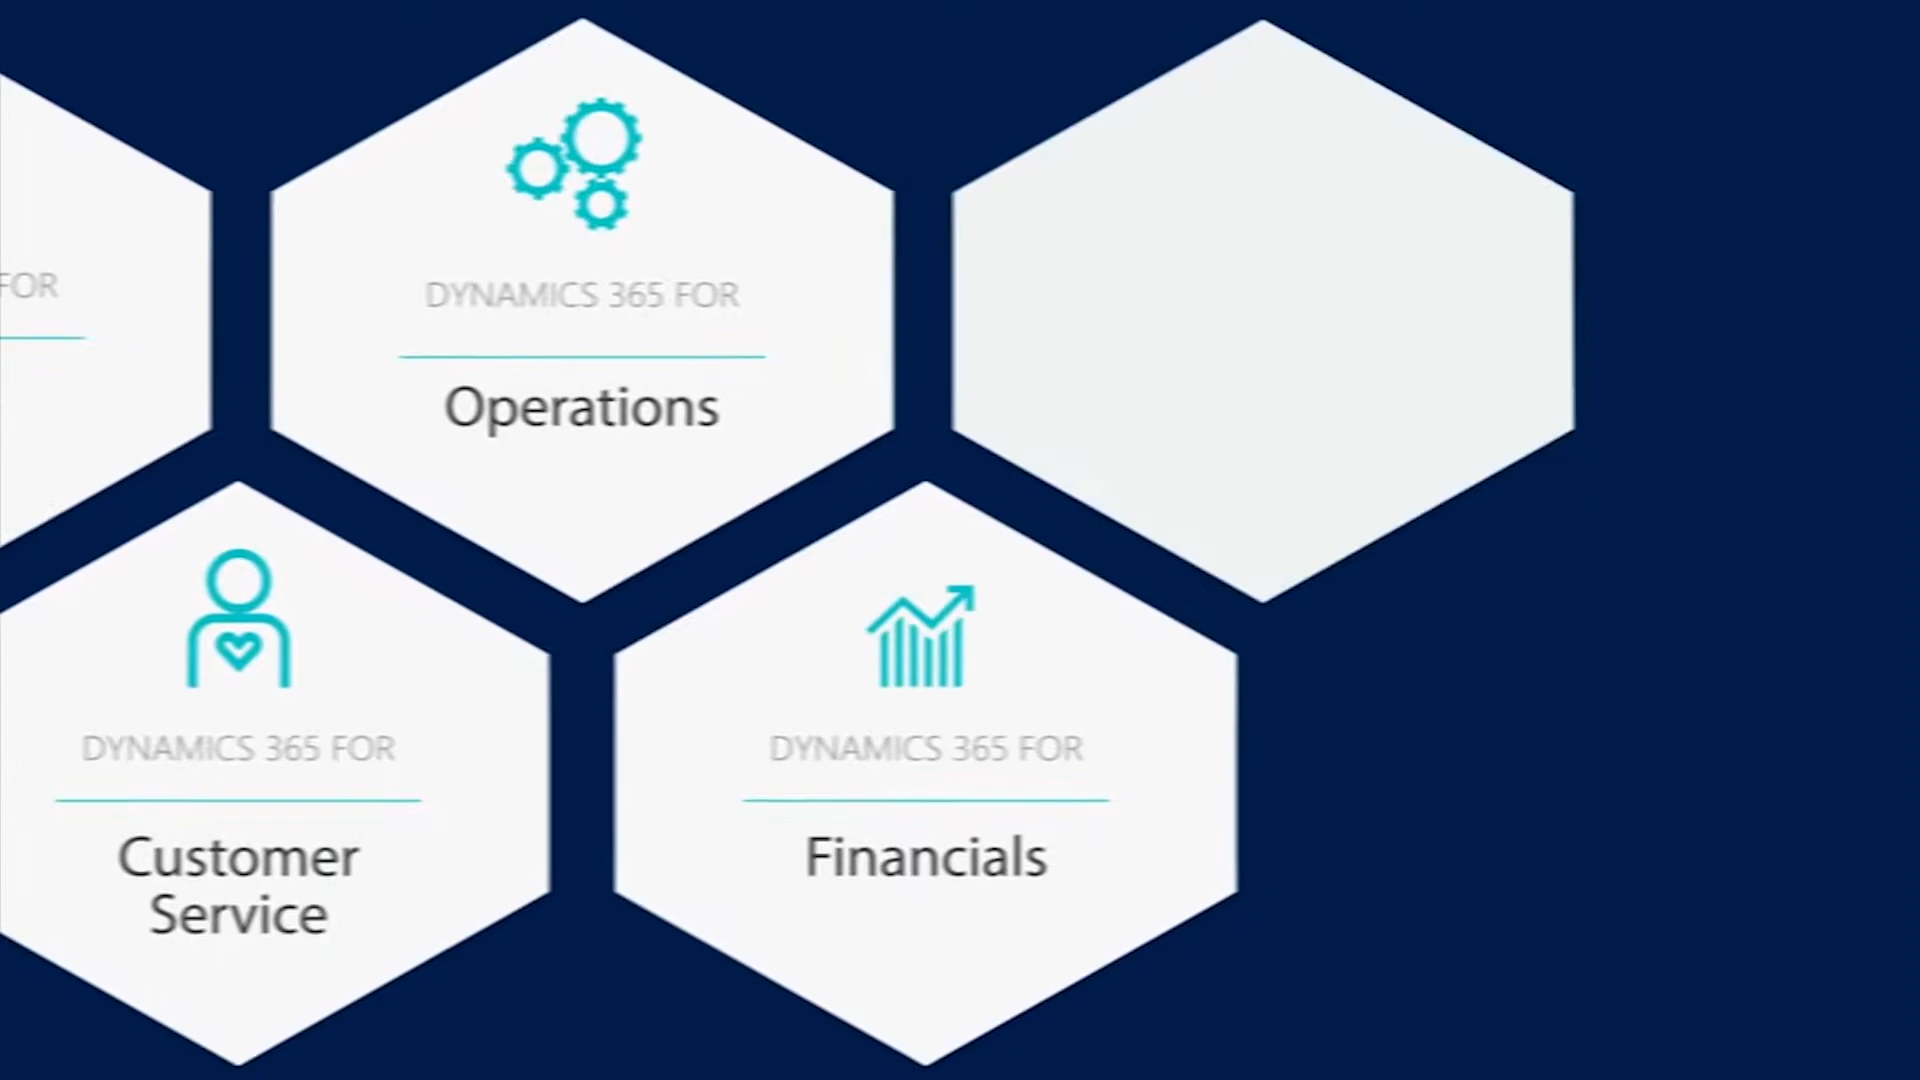 FOR
DYNAMICS 365 FOR
Operations
DYNAMICS 365 FOR
Customer
Service
DYNAMICS 365 FOR
Financials